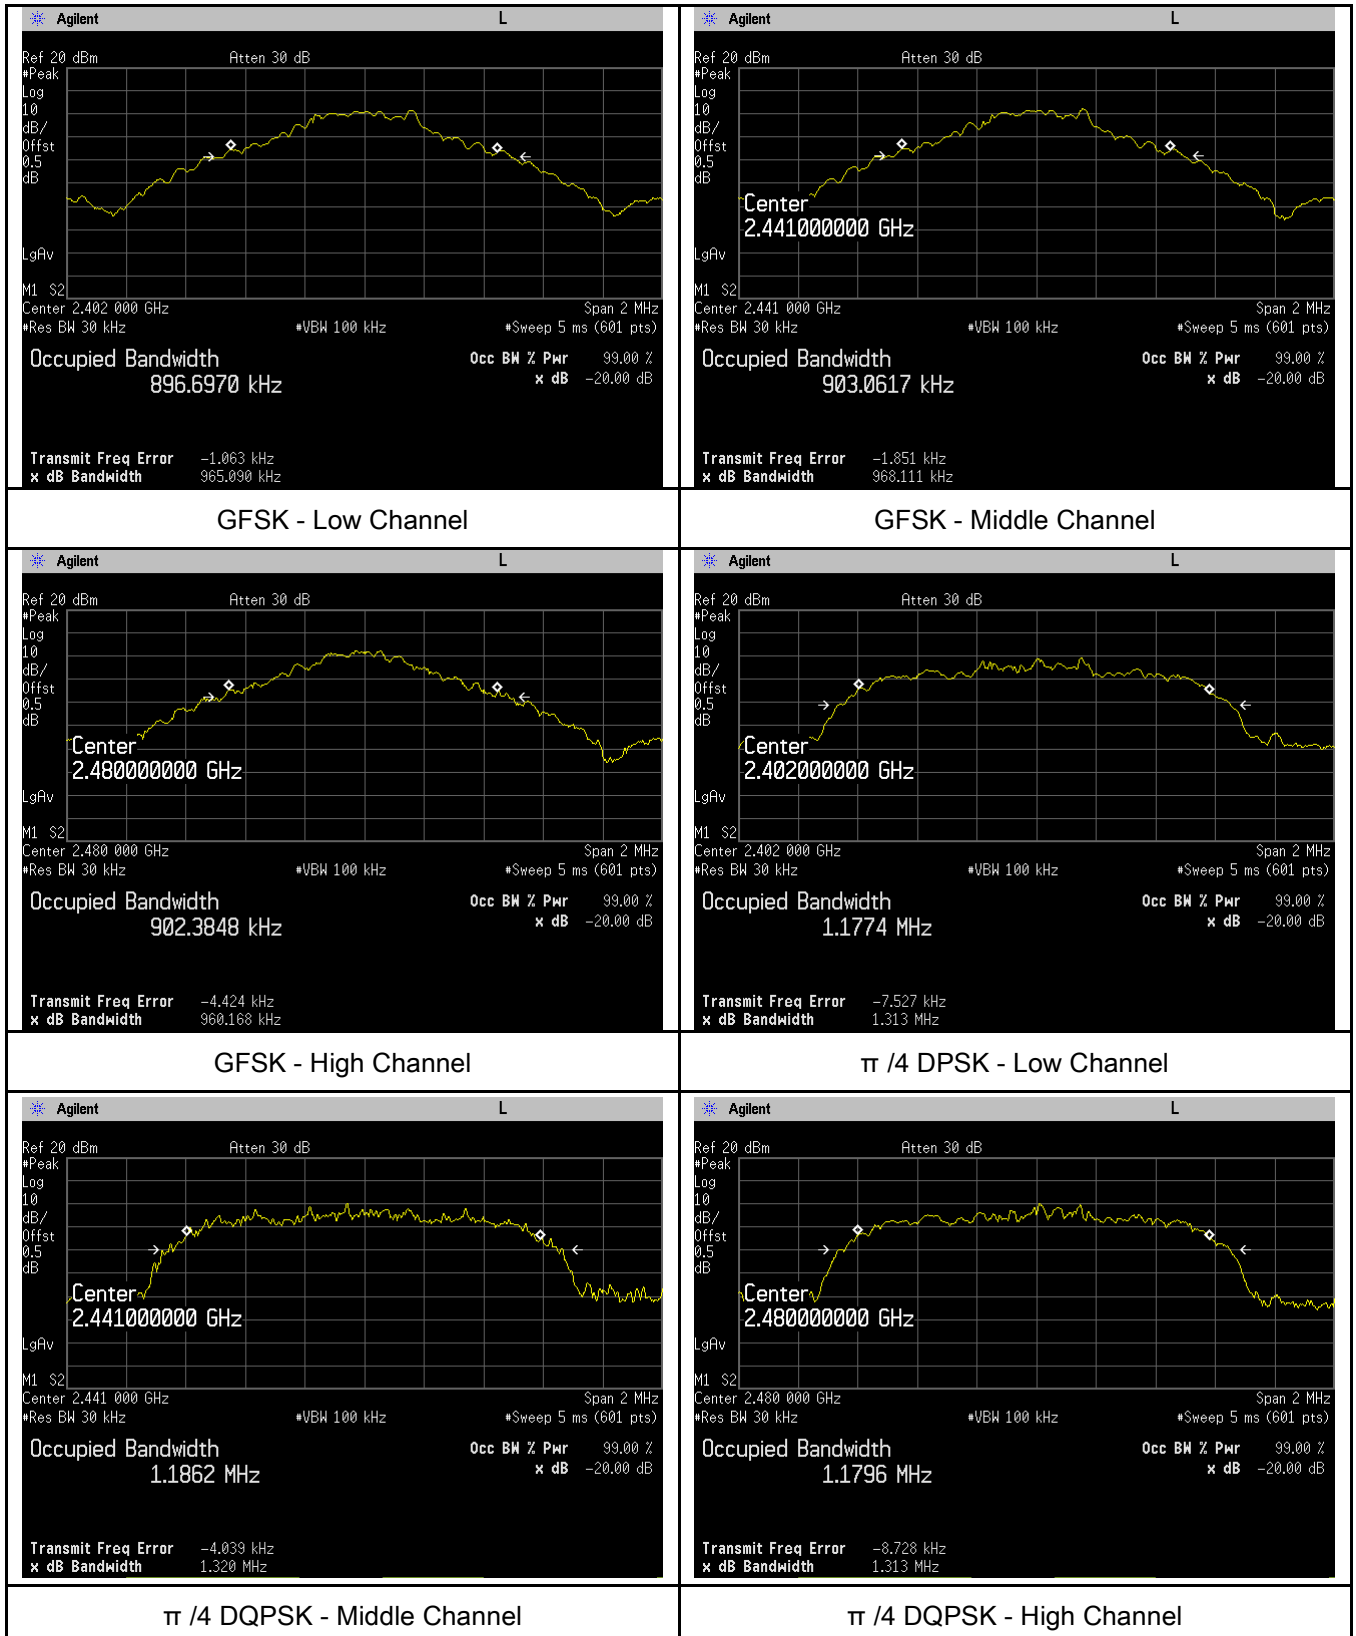 Agilent L
Ref 20 dBm Atten 30 dB
#Peak
Log
10
dB/
Offst
0.5
dB
LgAv
M1 S2
Center 2.402 000 GHz Span 2 MHz
#Res BW 30 kHz #VBW 100 kHz #Sweep 5 ms (601 pts)
Occupied Bandwidth Occ BW % Pwr 99.00 %
896.6970 kHz x dB -20.00 dB
Transmit Freq Error -1.063 kHz
x dB Bandwidth 965.090 kHz
GFSK - Low Channel
Agilent L
Ref 20 dBm Atten 30 dB
#Peak
Log
10
dB/
Offst
0.5
dB
Center
2.441000000 GHz
LgAv
M1 S2
Center 2.441 000 GHz Span 2 MHz
#Res BW 30 kHz #VBW 100 kHz #Sweep 5 ms (601 pts)
Occupied Bandwidth Occ BW % Pwr 99.00 %
903.0617 kHz x dB -20.00 dB
Transmit Freq Error -1.851 kHz
x dB Bandwidth 968.111 kHz
GFSK - Middle Channel
Agilent L
Ref 20 dBm Atten 30 dB
#Peak
Log
10
dB/
Offst
0.5
dB
Center
2.480000000 GHz
LgAv
M1 S2
Center 2.480 000 GHz Span 2 MHz
#Res BW 30 kHz #VBW 100 kHz #Sweep 5 ms (601 pts)
Occupied Bandwidth Occ BW % Pwr 99.00 %
902.3848 kHz x dB -20.00 dB
Transmit Freq Error -4.424 kHz
x dB Bandwidth 960.168 kHz
GFSK - High Channel
Agilent L
Ref 20 dBm Atten 30 dB
#Peak
Log
10
dB/
Offst
0.5
dB
Center
2.402000000 GHz
LgAv
M1 S2
Center 2.402 000 GHz Span 2 MHz
#Res BW 30 kHz #VBW 100 kHz #Sweep 5 ms (601 pts)
Occupied Bandwidth Occ BW % Pwr 99.00 %
1.1774 MHz x dB -20.00 dB
Transmit Freq Error -7.527 kHz
x dB Bandwidth 1.313 MHz
π /4 DPSK - Low Channel
Agilent L
Ref 20 dBm Atten 30 dB
#Peak
Log
10
dB/
Offst
0.5
dB
Center
2.441000000 GHz
LgAv
M1 S2
Center 2.441 000 GHz Span 2 MHz
#Res BW 30 kHz #VBW 100 kHz #Sweep 5 ms (601 pts)
Occupied Bandwidth Occ BW % Pwr 99.00 %
1.1862 MHz x dB -20.00 dB
Transmit Freq Error -4.039 kHz
x dB Bandwidth 1.320 MHz
π /4 DQPSK - Middle Channel
Agilent L
Ref 20 dBm Atten 30 dB
#Peak
Log
10
dB/
Offst
0.5
dB
Center
2.480000000 GHz
LgAv
M1 S2
Center 2.480 000 GHz Span 2 MHz
#Res BW 30 kHz #VBW 100 kHz #Sweep 5 ms (601 pts)
Occupied Bandwidth Occ BW % Pwr 99.00 %
1.1796 MHz x dB -20.00 dB
Transmit Freq Error -8.728 kHz
x dB Bandwidth 1.313 MHz
π /4 DQPSK - High Channel